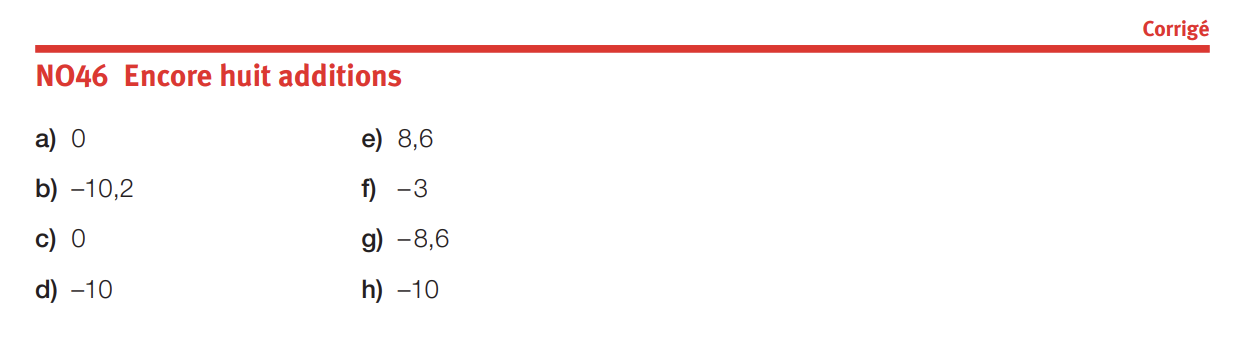 Corrigé
NO46 Encore huit additions
a) 0
b) –10,2
c) 0
d) –10
e) 8,6
f) –3
g) –8,6
h) –10